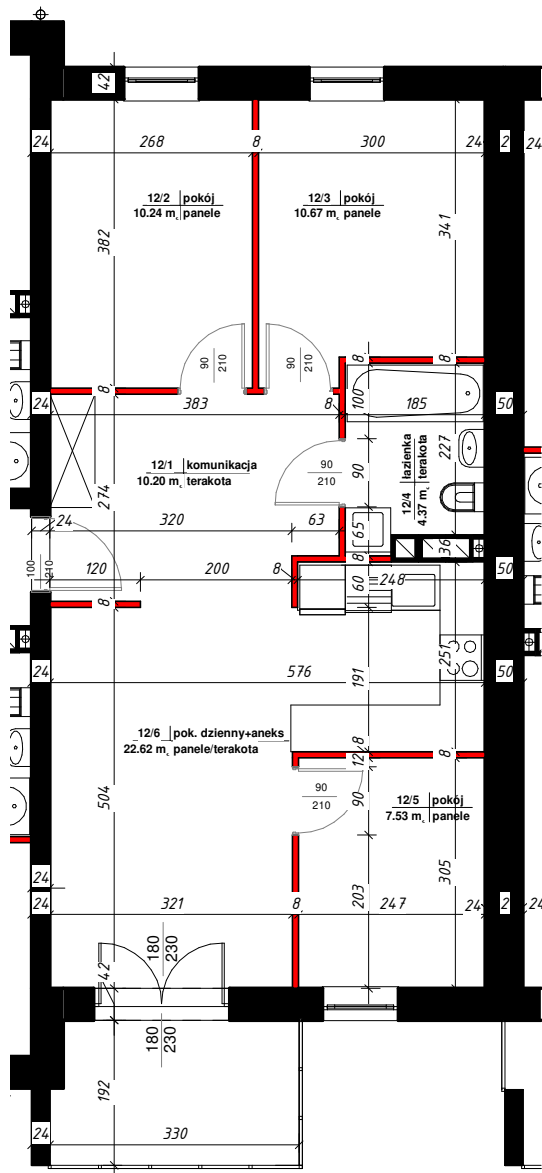 42
24 268 8 300 24 2 24
12/2 pokój
10.24 m² panele
12/3 pokój
10.67 m² panele
382
341
90
210
90
210
8
8
8
24 383 8 185 50
100
227
12/1 komunikacja
10.20 m² terakota
90
210
90
12/4 łazienka
4.37 m² terakota
274
24 320 63
65
36
100
210
120 200 8 248 50
8
60
8
24 576 50
191
251
12/6 pok. dzienny+aneks
22.62 m² panele/terakota
8
12
8
504
90
210
90
12/5 pokój
7.53 m² panele
305
203
24
24 321 8 247 24 2 24
180
230
42
180
230
192
24 330